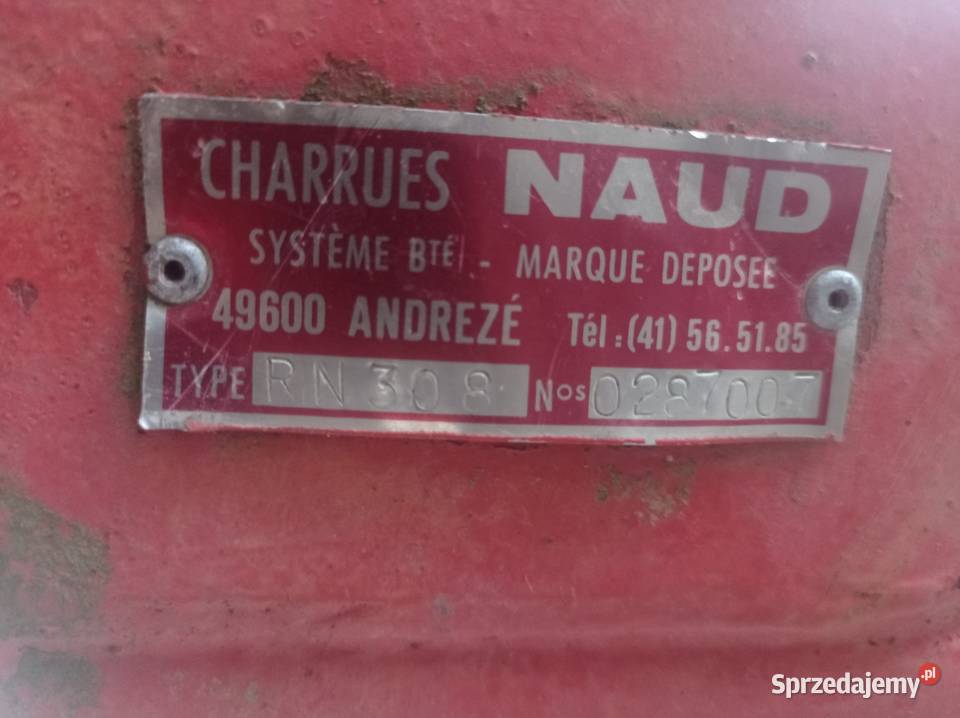 CHARRUES NAUD
SYSTÈME BTÉ - MARQUE DEPOSEE
49600 ANDREZÉ Tél : (41) 56.51.85
TYPE RN 308 Nos 0287007
Sprzedajemy.pl